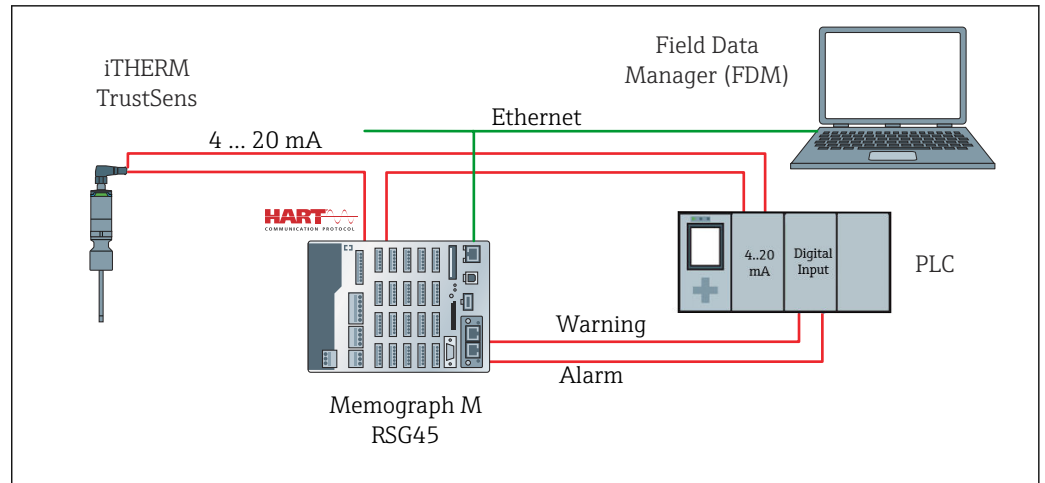 iTHERM
TrustSens
Field Data
Manager (FDM)
Ethernet
4 ... 20 mA
HART
COMMUNICATION PROTOCOL
4..20
mA
Digital
Input
PLC
Warning
Alarm
Memograph M
RSG45